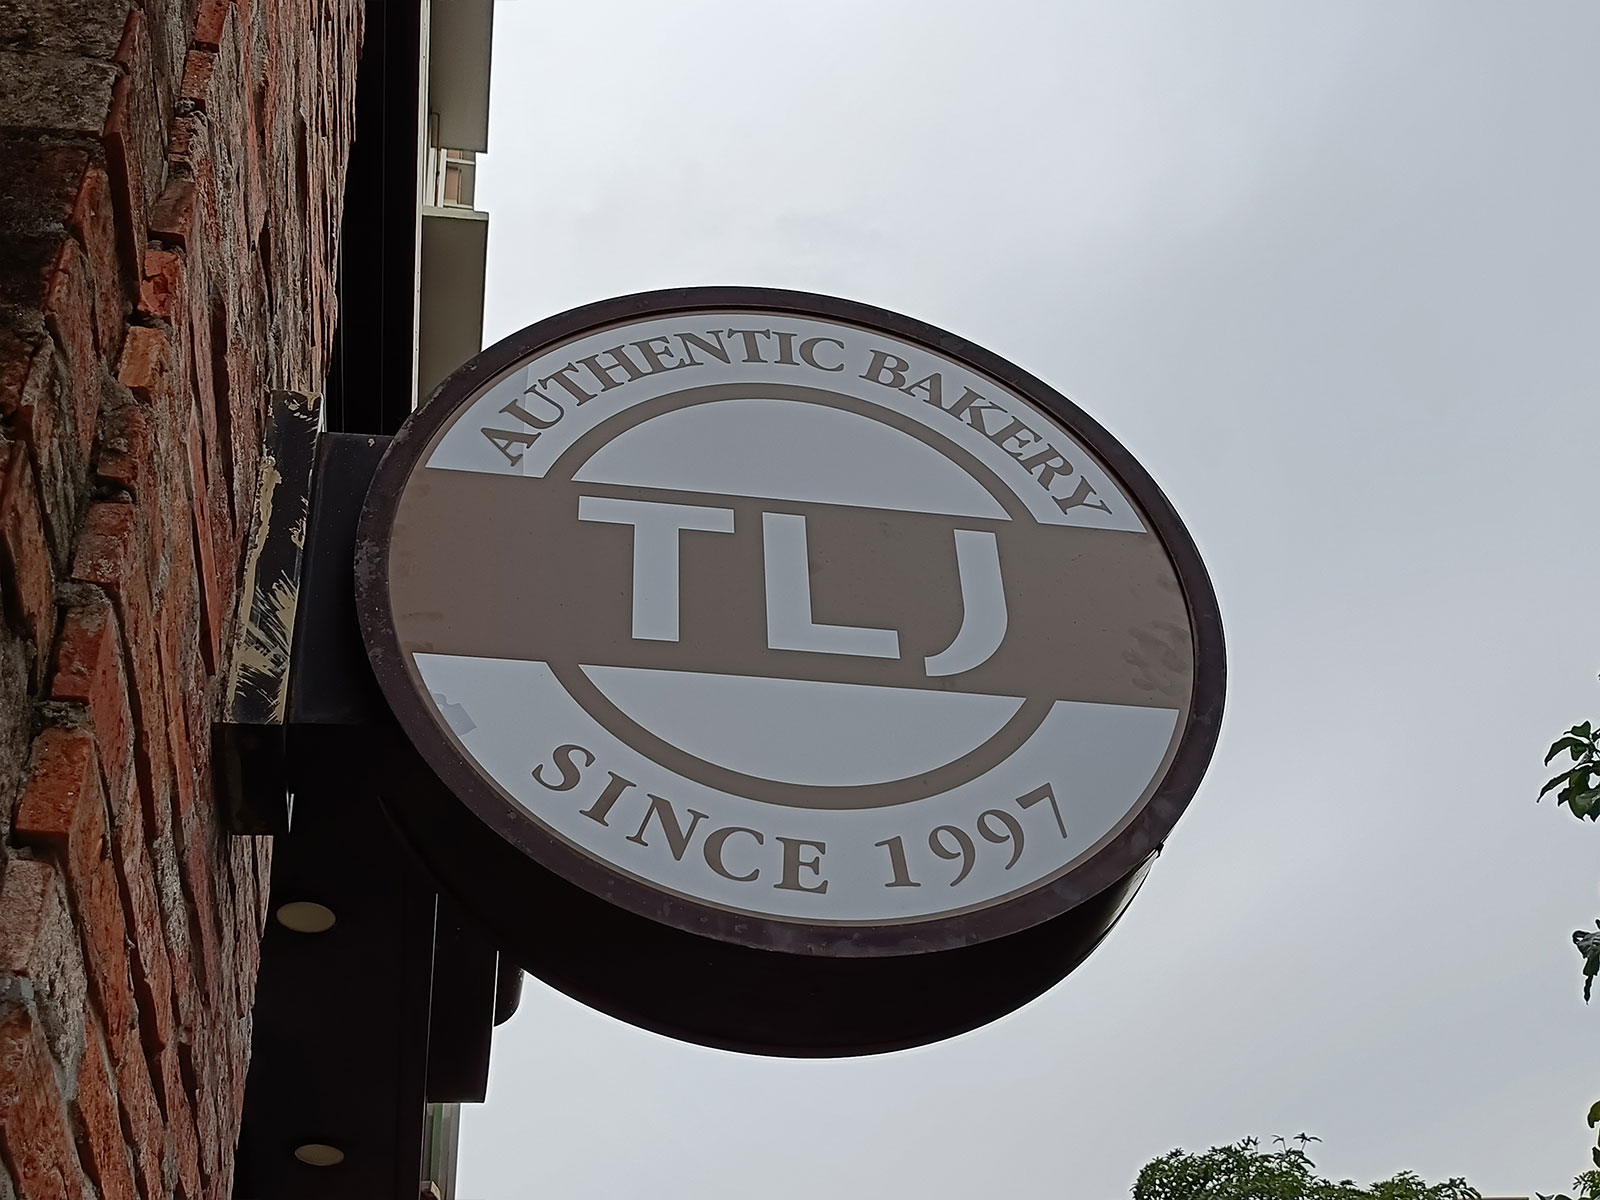 AUTHENTIC BAKERY
TLJ
SINCE 1997